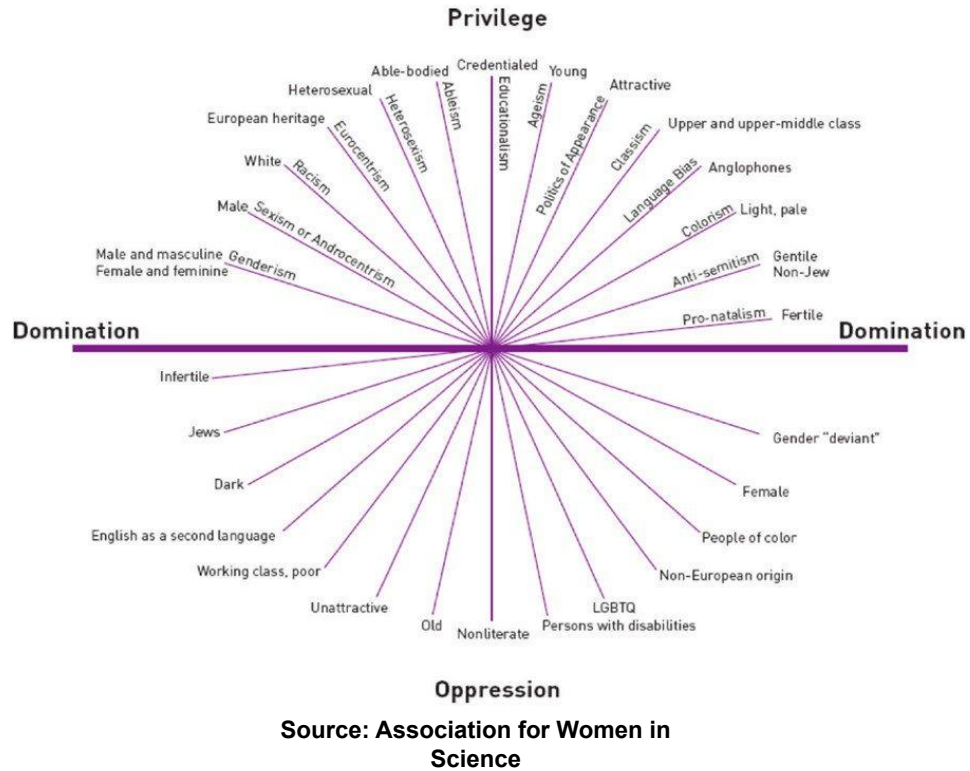 Privilege
Credentialed
Able-bodied
Young
Heterosexual
Attractive
European heritage
Upper and upper-middle class
White
Anglophones
Male
Light, pale
Male and masculine
Female and feminine
Gentile
Non-Jew
Fertile
Genderism
Sexism or Androcentrism
Racism
Eurocentrism
Heterosexism
Ableism
Educationalism
Ageism
Politics of Appearance
Classism
Language Bias
Colorism
Anti-semitism
Pro-natalism
Domination
Domination
Infertile
Jews
Gender "deviant"
Dark
Female
English as a second language
People of color
Working class, poor
Non-European origin
Unattractive
LGBTQ
Old
Nonliterate
Persons with disabilities
Oppression
Source: Association for Women in
Science